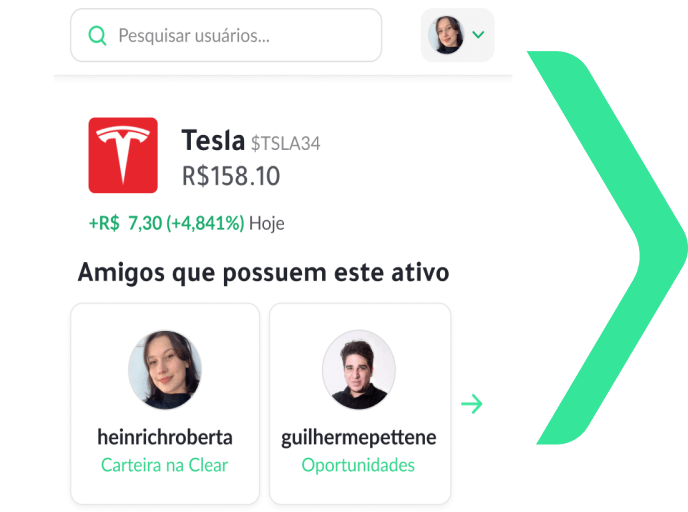 Pesquisar usuários...
Tesla $TSLA34
R$158.10
+R$ 7,30 (+4,841%) Hoje
Amigos que possuem este ativo
heinrichroberta
Carteira na Clear
guilhermepettene
Oportunidades